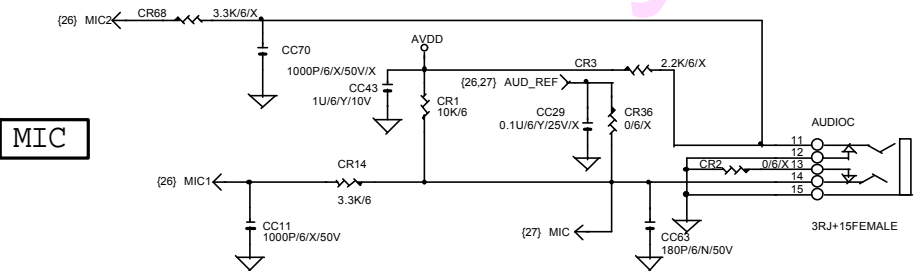 CR68 3.3K/6/X
{26} MIC2
CC70
1000P/6/X/50V/X
AVDD
CR3 2.2K/6/X
{26,27} AUD_REF
CC43
1U/6/Y/10V
CR1
10K/6
CC29
0.1U/6/Y/25V/X
CR36
0/6/X
AUDIOC
MIC
11
12
CR2 0/6/X 13
14
15
CR14
3.3K/6
{26} MIC1
CC11
1000P/6/X/50V
{27} MIC
CC63
180P/6/N/50V
3RJ+15FEMALE